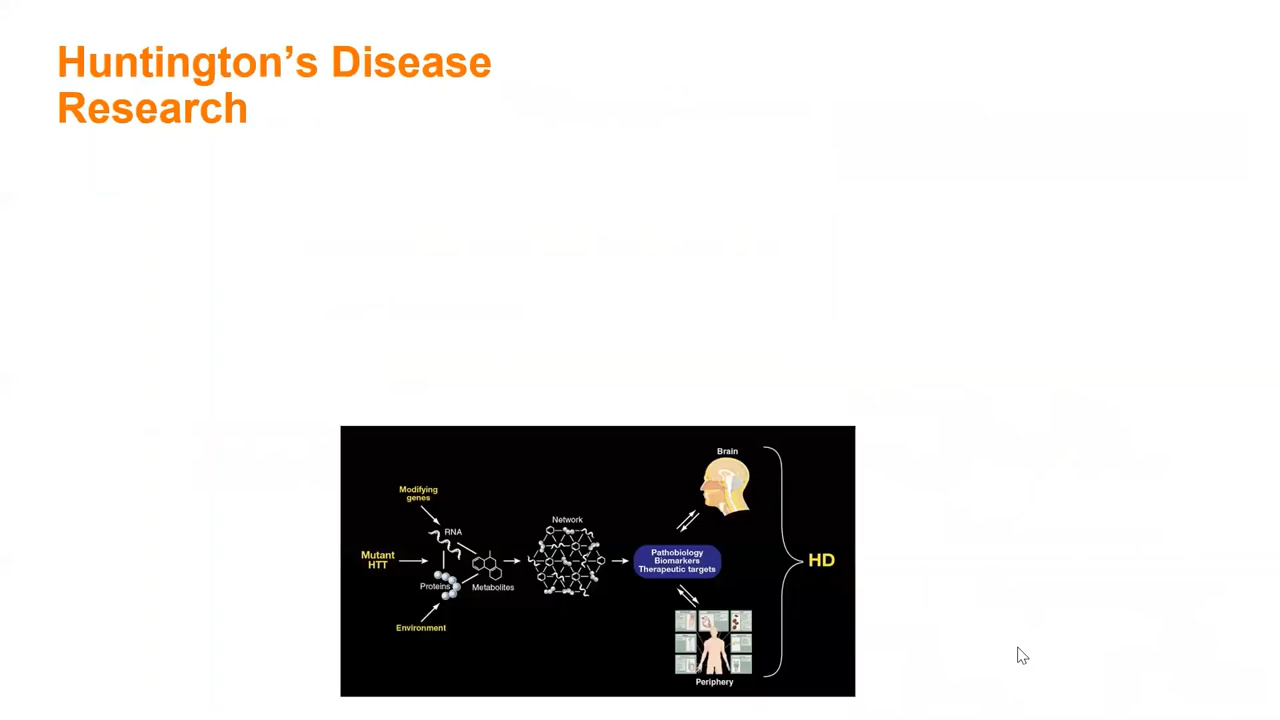 Huntington’s Disease
Research
Modifying
genes
RNA
Mutant
HTT
Proteins
Metabolites
Environment
Network
Pathobiology
Biomarkers
Therapeutic targets
Brain
Periphery
HD